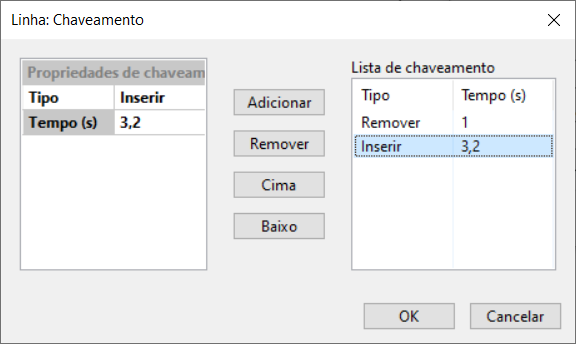 Linha: Chaveamento
Propriedades de chaveam
Tipo Inserir
Tempo (s) 3,2
Adicionar
Remover
Cima
Baixo
Lista de chaveamento
Tipo Tempo (s)
Remover 1
Inserir 3,2
OK Cancelar